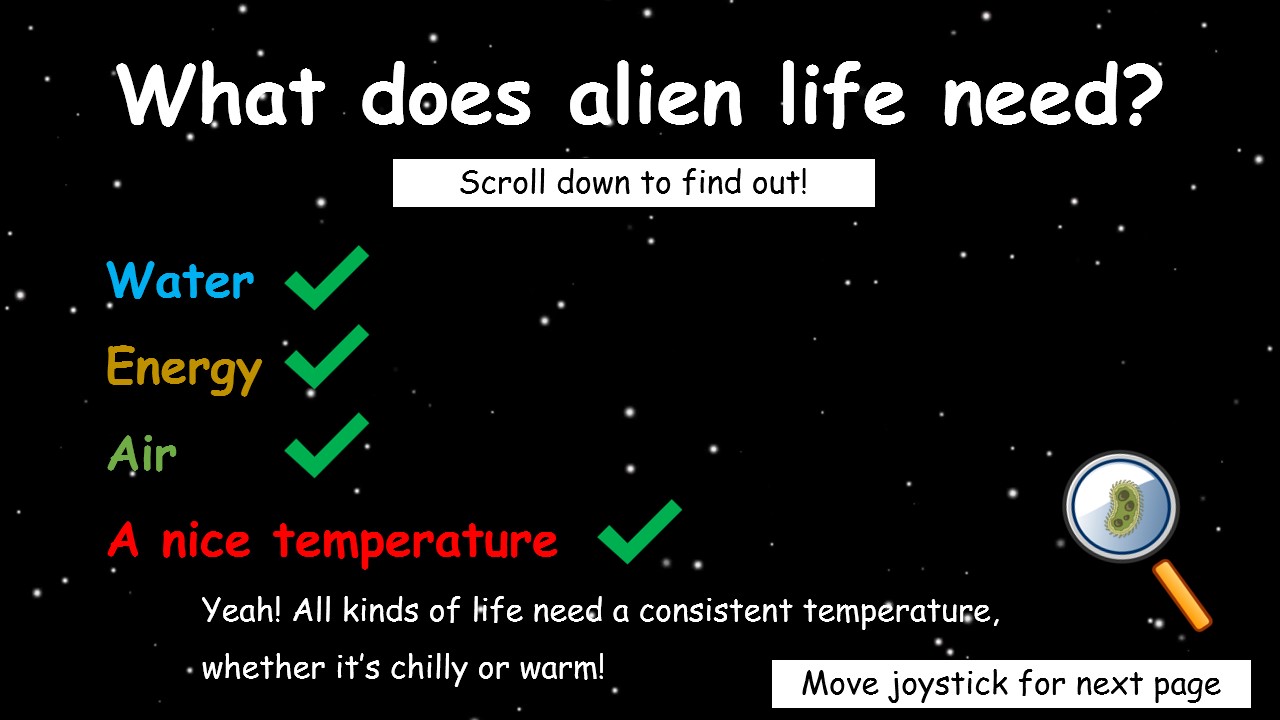 What does alien life need?
Scroll down to find out!
Water
Energy
Air
A nice temperature
Yeah! All kinds of life need a consistent temperature,
whether it's chilly or warm!
Move joystick for next page